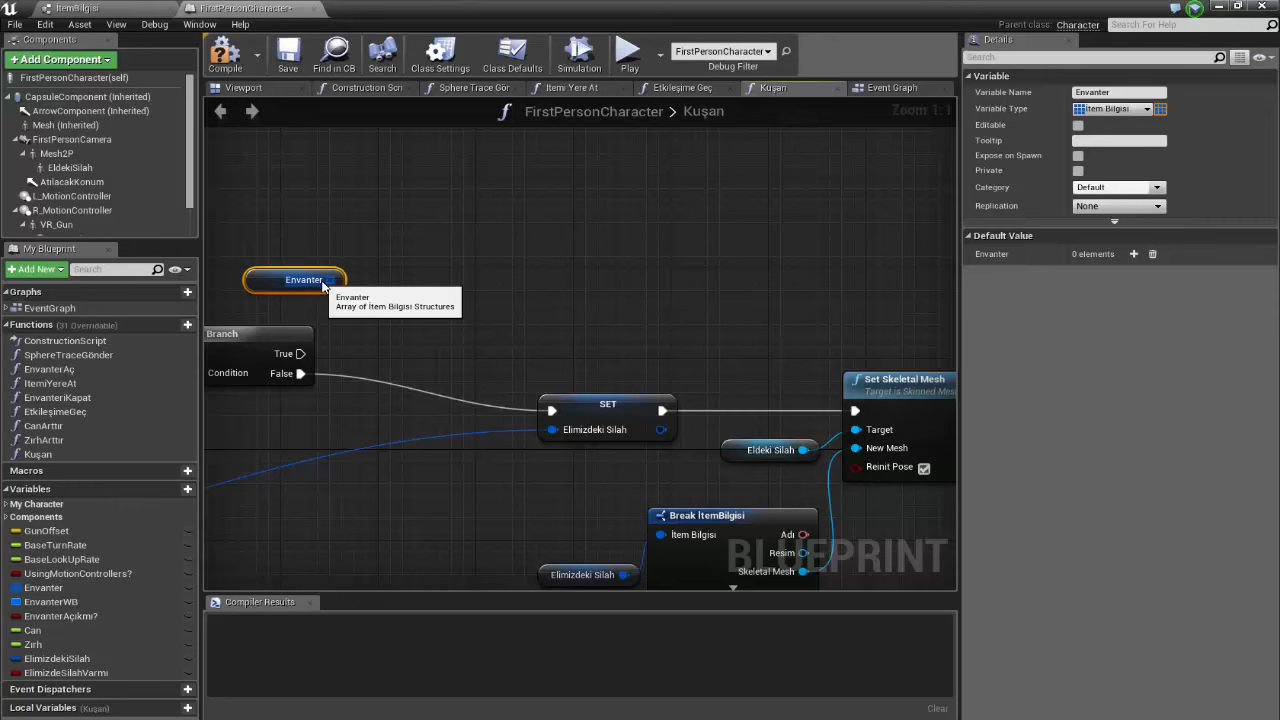 ItemBilgisi
FirstPersonCharacter*
File Edit Asset View Debug Window Help
Parent class: Character
Search For Help
Components
Add Component
FirstPersonCharacter(self)
CapsuleComponent (Inherited)
ArrowComponent (Inherited)
Mesh (Inherited)
FirstPersonCamera
Mesh2P
EldekiSilah
AtılacakKonum
L_MotionController
R_MotionController
VR_Gun
My Blueprint
Add New
Search
Graphs
EventGraph
Functions (31 Overridable)
ConstructionScript
SphereTraceGönder
EnvanterAç
ItemiYereAt
EnvanteriKapat
EtkileşimeGeç
CanArttır
ZırhArttır
Kuşan
Macros
Variables
My Character
Components
GunOffset
BaseTurnRate
BaseLookUpRate
UsingMotionControllers?
Envanter
EnvanterWB
EnvanterAçıkmı?
Can
Zırh
ElimizdekiSilah
ElimizdeSilahVarmı
Event Dispatchers
Local Variables (Kuşan)
Compile
Save
Find in CB
Search
Class Settings
Class Defaults
Simulation
Play
FirstPersonCharacter
Debug Filter
Viewport
Construction Scri
Sphere Trace Gör
Itemi Yere At
Etkileşime Geç
Kuşan
Event Graph
FirstPersonCharacter > Kuşan
Zoom 1:1
Envanter
Envanter
Array of İtem Bilgisi Structures
Branch
True
Condition
False
SET
Elimizdeki Silah
Set Skeletal Mesh
Target is Skinned Mes
Target
New Mesh
Reinit Pose
Eldeki Silah
Break İtemBilgisi
İtem Bilgisi
Adı
Resim
Skeletal Mesh
Elimizdeki Silah
BLUEPRINT
Compiler Results
Clear
Details
Search
Variable
Variable Name Envanter
Variable Type İtem Bilgisi
Editable
Tooltip
Expose on Spawn
Private
Category Default
Replication None
Default Value
Envanter 0 elements